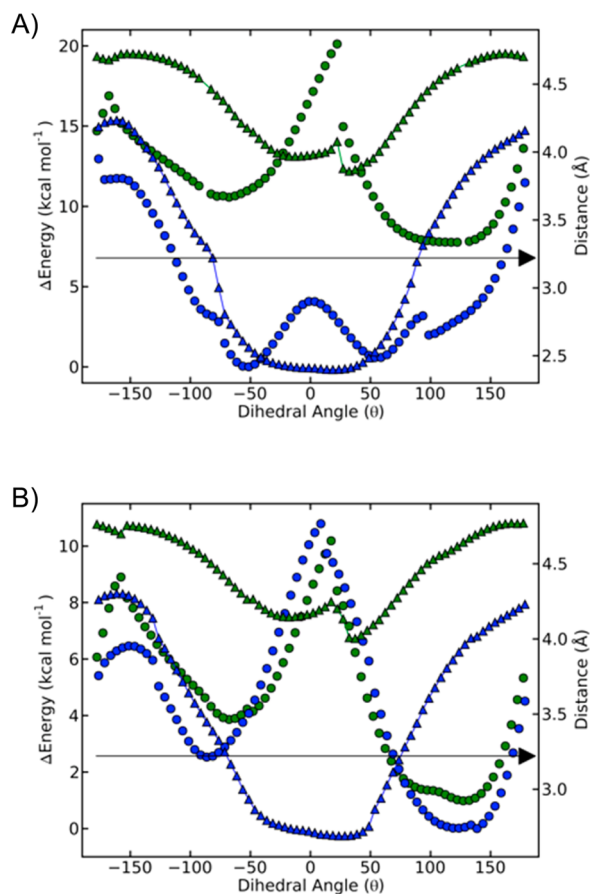 A)
20
15
10
5
0
ΔEnergy (kcal mol⁻¹ )
4.5
4.0
3.5
3.0
2.5
Distance (Å)
−150 −100 −50 0 50 100 150
Dihedral Angle (θ)
B)
10
8
6
4
2
0
ΔEnergy (kcal mol⁻¹ )
4.5
4.0
3.5
3.0
Distance (Å)
−150 −100 −50 0 50 100 150
Dihedral Angle (θ)